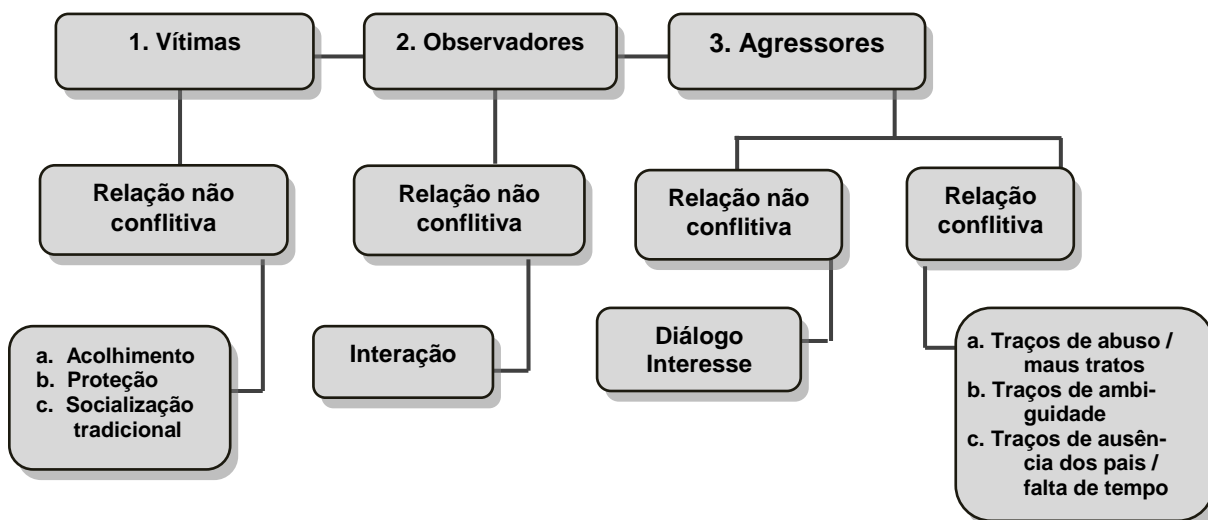 1. Vítimas
2. Observadores
3. Agressores
Relação não
conflitiva
Relação não
conflitiva
Relação não
conflitiva
Relação
conflitiva
a. Acolhimento
b. Proteção
c. Socialização
tradicional
Interação
Diálogo
Interesse
a. Traços de abuso /
maus tratos
b. Traços de ambi-
guidade
c. Traços de ausên-
cia dos pais /
falta de tempo